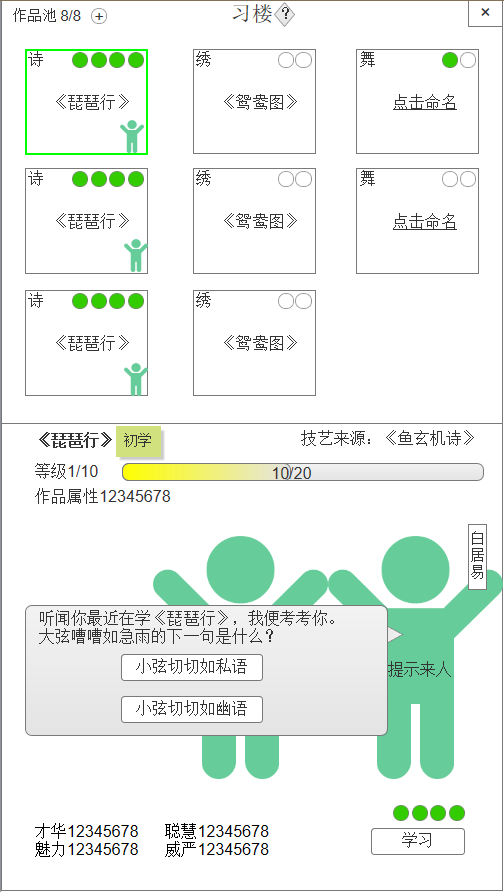 作品池 8/8 +
习楼 ?
×
诗
《琵琶行》
绣
《鸳鸯图》
舞
点击命名
诗
《琵琶行》
绣
《鸳鸯图》
舞
点击命名
诗
《琵琶行》
绣
《鸳鸯图》
《琵琶行》 初学
技艺来源：《鱼玄机诗》
等级1/10
10/20
作品属性12345678
白居易
听闻你最近在学《琵琶行》，我便考考你。
大弦嘈嘈如急雨的下一句是什么？
小弦切切如私语
小弦切切如幽语
提示来人
才华12345678 聪慧12345678
魅力12345678 威严12345678
学习